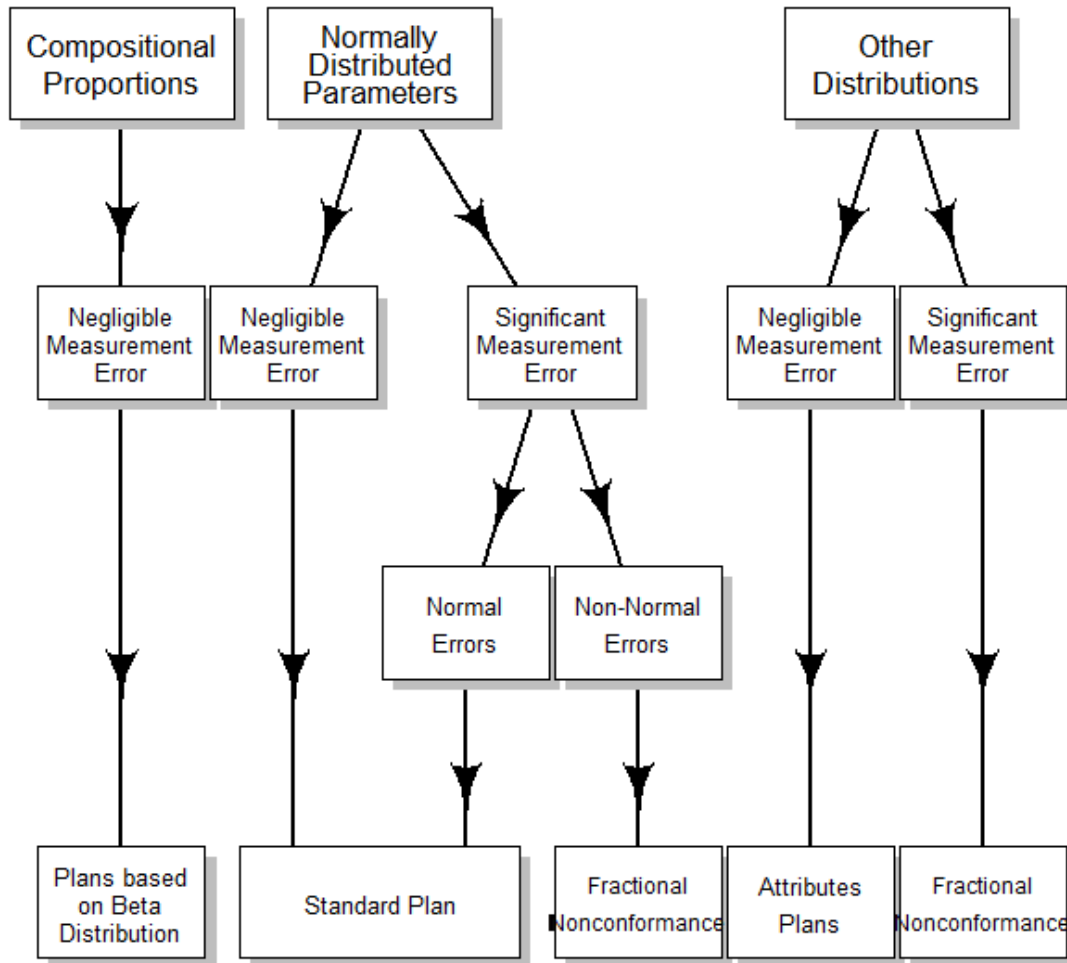 Compositional
Proportions
Normally
Distributed
Parameters
Other
Distributions
Negligible
Measurement
Error
Negligible
Measurement
Error
Significant
Measurement
Error
Negligible
Measurement
Error
Significant
Measurement
Error
Normal
Errors
Non-Normal
Errors
Plans based
on Beta
Distribution
Standard Plan
Fractional
Nonconformance
Attributes
Plans
Fractional
Nonconformance